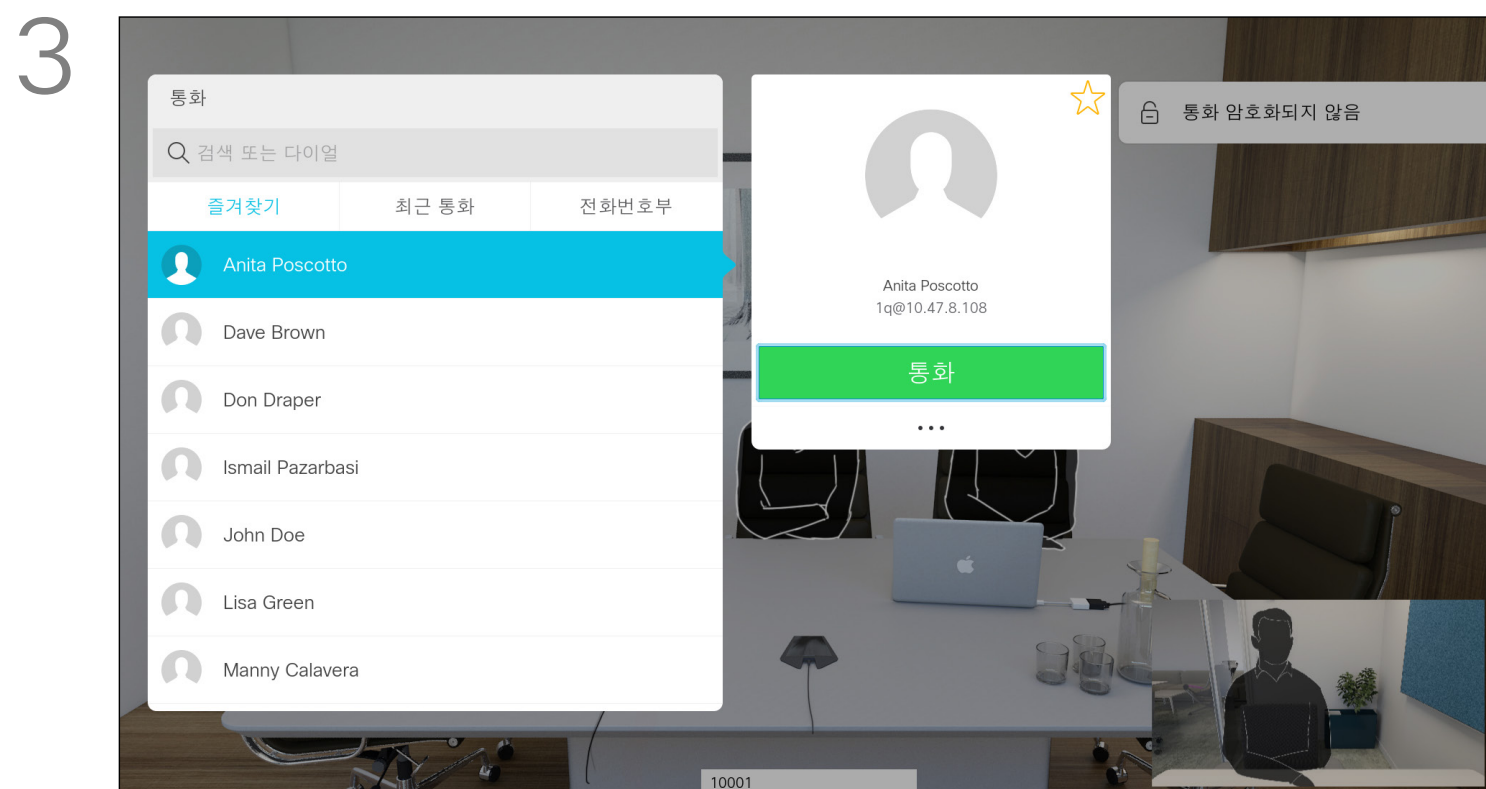 3
통화
검색 또는 다이얼
즐겨찾기 최근 통화 전화번호부
Anita Poscotto
Dave Brown
Don Draper
Ismail Pazarbasi
John Doe
Lisa Green
Manny Calavera
Anita Poscotto
1q@10.47.8.108
통화
통화 암호화되지 않음
10001